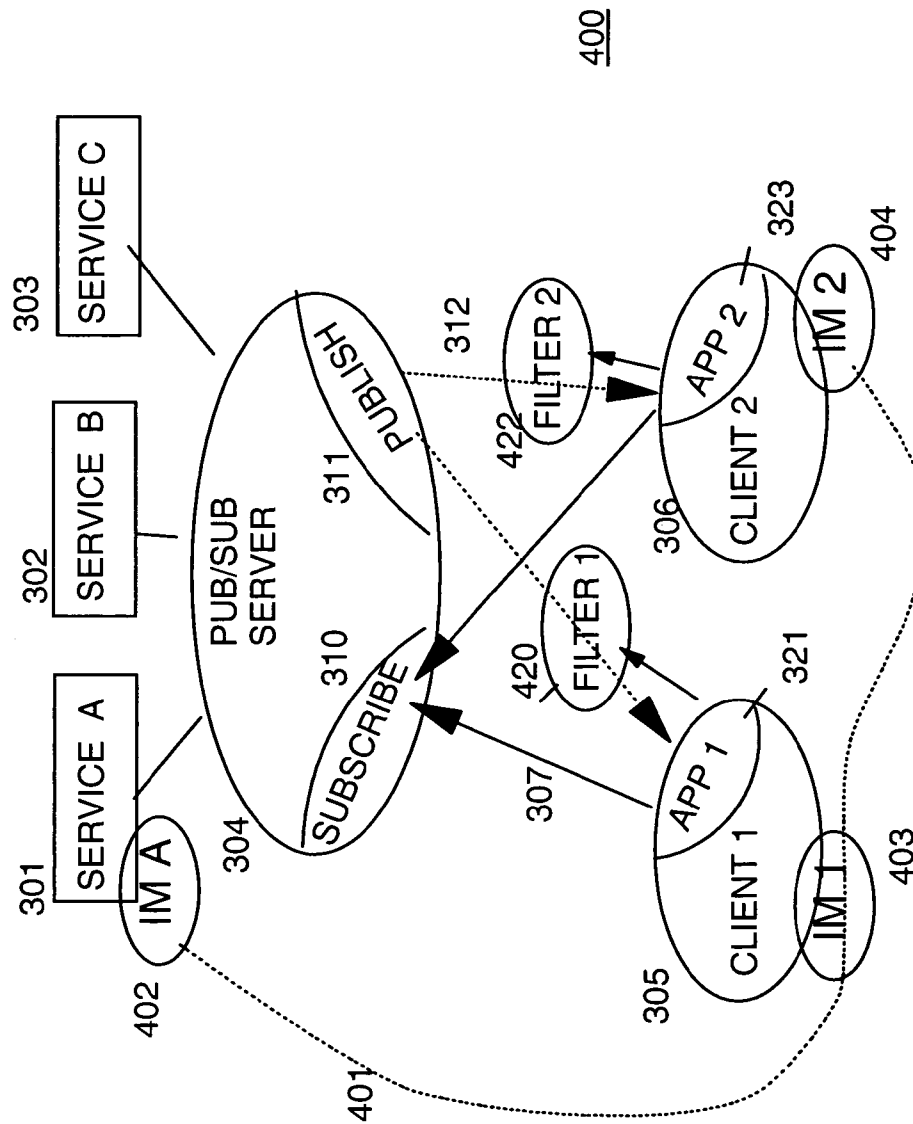 301
SERVICE A
302
SERVICE B
303
SERVICE C
402
IM A
304
PUB/SUB
SERVER
310
SUBSCRIBE
311
PUBLISH
401
307
420
FILTER 1
312
422
FILTER 2
305
APP 1
321
CLIENT 1
IM 1
403
306
APP 2
323
CLIENT 2
IM 2
404
400